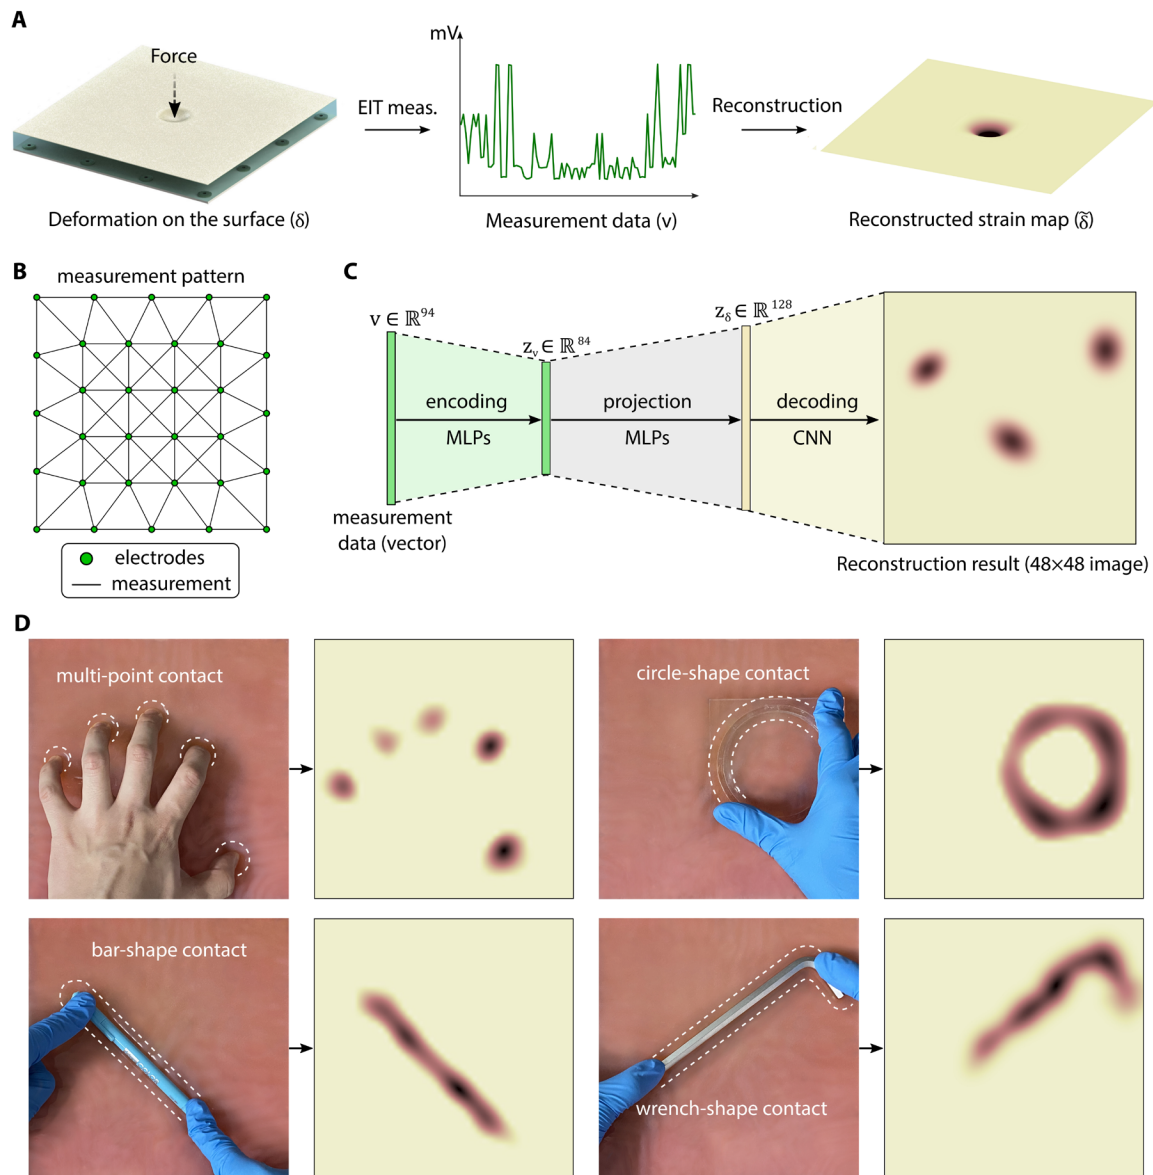 A
Force
Deformation on the surface (δ)
EIT meas.
mV
Measurement data (v)
Reconstruction
Reconstructed strain map (δ̃)
B
measurement pattern
electrodes
measurement
C
v ∈ ℝ⁹⁴
encoding
MLPs
measurement
data (vector)
zᵥ ∈ ℝ⁸⁴
projection
MLPs
z_δ ∈ ℝ¹²⁸
decoding
CNN
Reconstruction result (48×48 image)
D
multi-point contact
circle-shape contact
bar-shape contact
wrench-shape contact